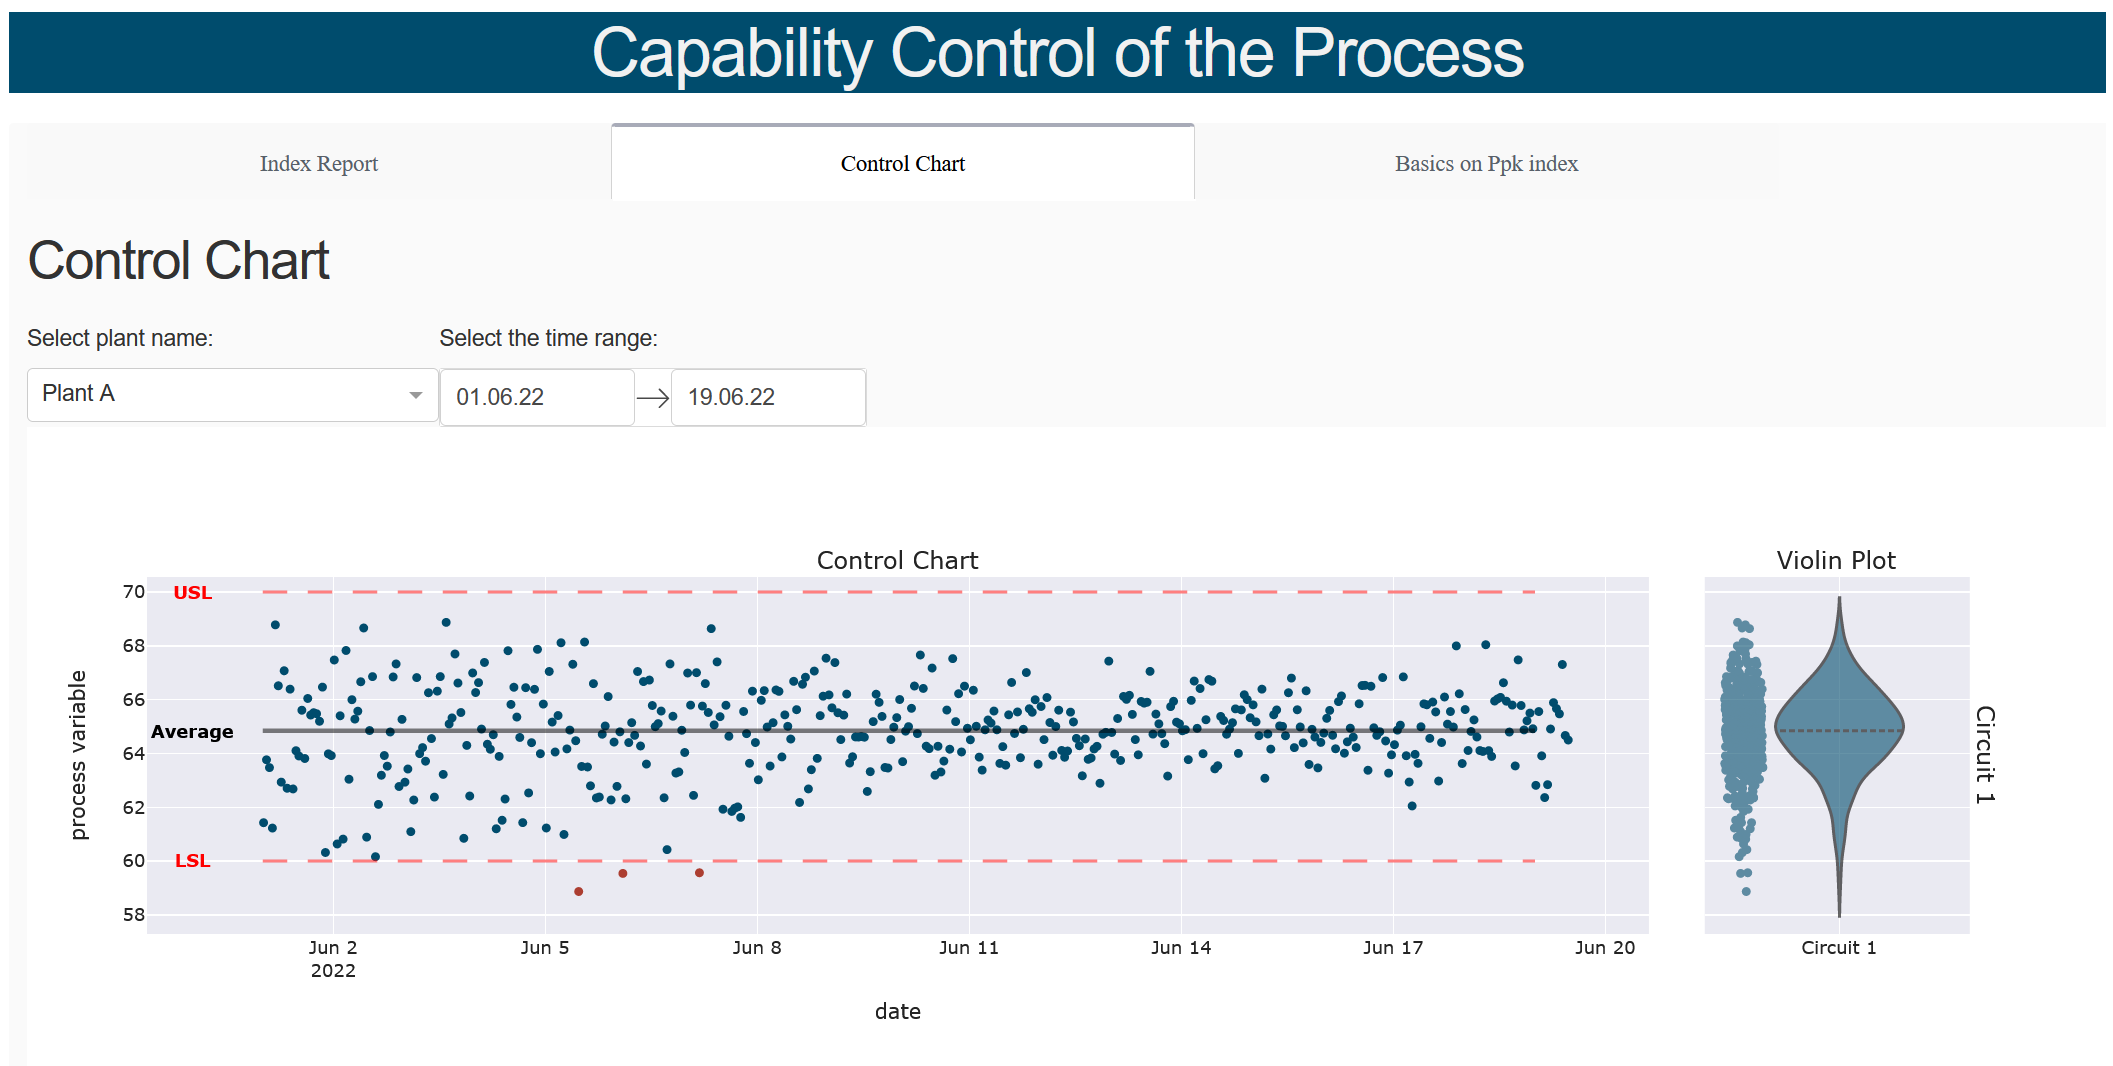 Capability Control of the Process
Index Report
Control Chart
Basics on Ppk index
Control Chart
Select plant name:
Select the time range:
Plant A
01.06.22
19.06.22
Control Chart
Violin Plot
70
USL
68
66
Average
64
62
60
LSL
58
process variable
Jun 2
2022
Jun 5
Jun 8
Jun 11
Jun 14
Jun 17
Jun 20
date
Circuit 1
Circuit 1